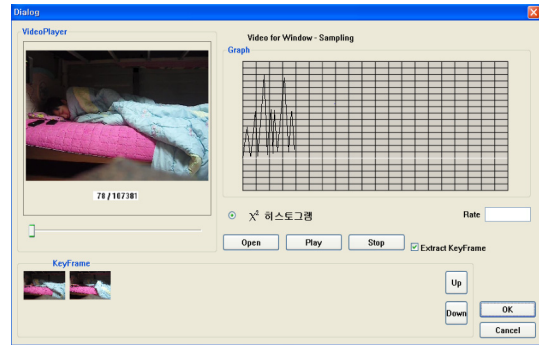 Dialog
VideoPlayer
Video for Window - Sampling
Graph
78 / 167381
X² 히스토그램
Rate
Open
Play
Stop
Extract KeyFrame
KeyFrame
Up
Down
OK
Cancel